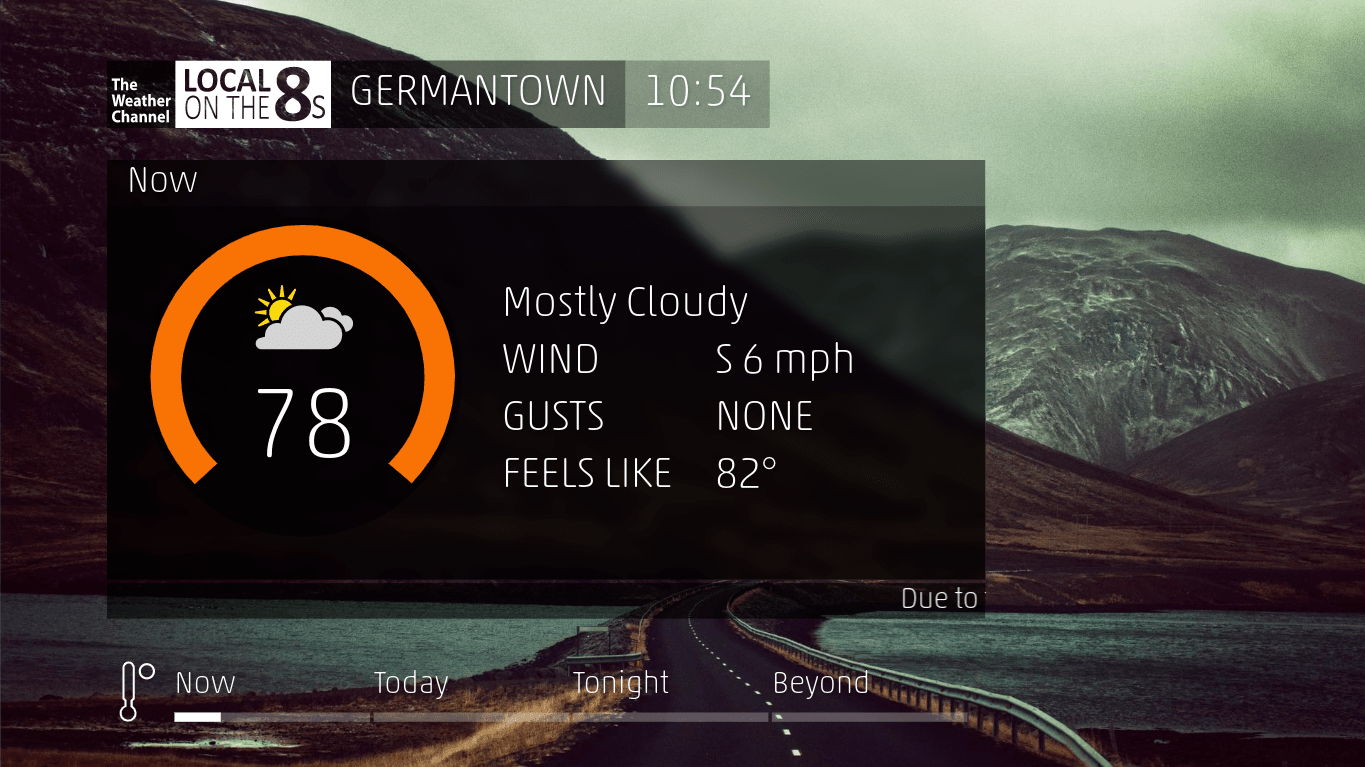 The Weather Channel
LOCAL ON THE 8s
GERMANTOWN 10:54
Now
78
Mostly Cloudy
WIND S 6 mph
GUSTS NONE
FEELS LIKE 82°
Due to
Now Today Tonight Beyond